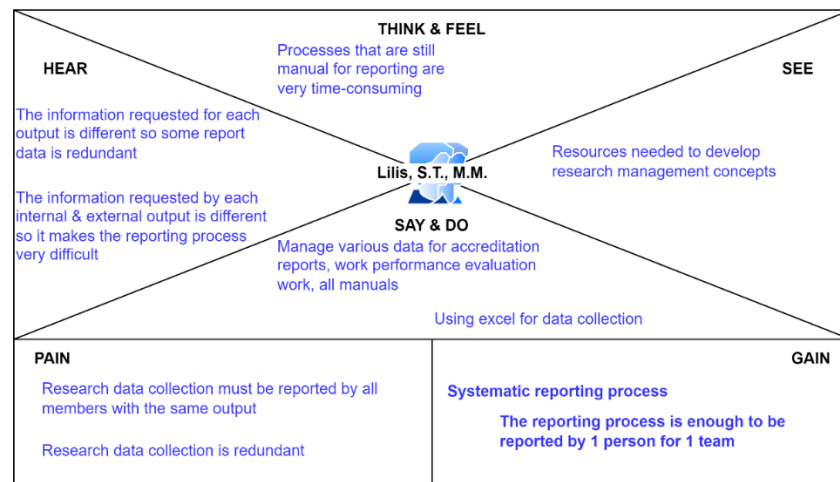 THINK & FEEL
Processes that are still
manual for reporting are
very time-consuming
HEAR
The information requested for each
output is different so some report
data is redundant
The information requested by each
internal & external output is different
so it makes the reporting process
very difficult
SEE
Resources needed to develop
research management concepts
Lilis, S.T., M.M.
SAY & DO
Manage various data for accreditation
reports, work performance evaluation
work, all manuals
Using excel for data collection
PAIN
Research data collection must be reported by all
members with the same output
Research data collection is redundant
GAIN
Systematic reporting process
The reporting process is enough to be
reported by 1 person for 1 team